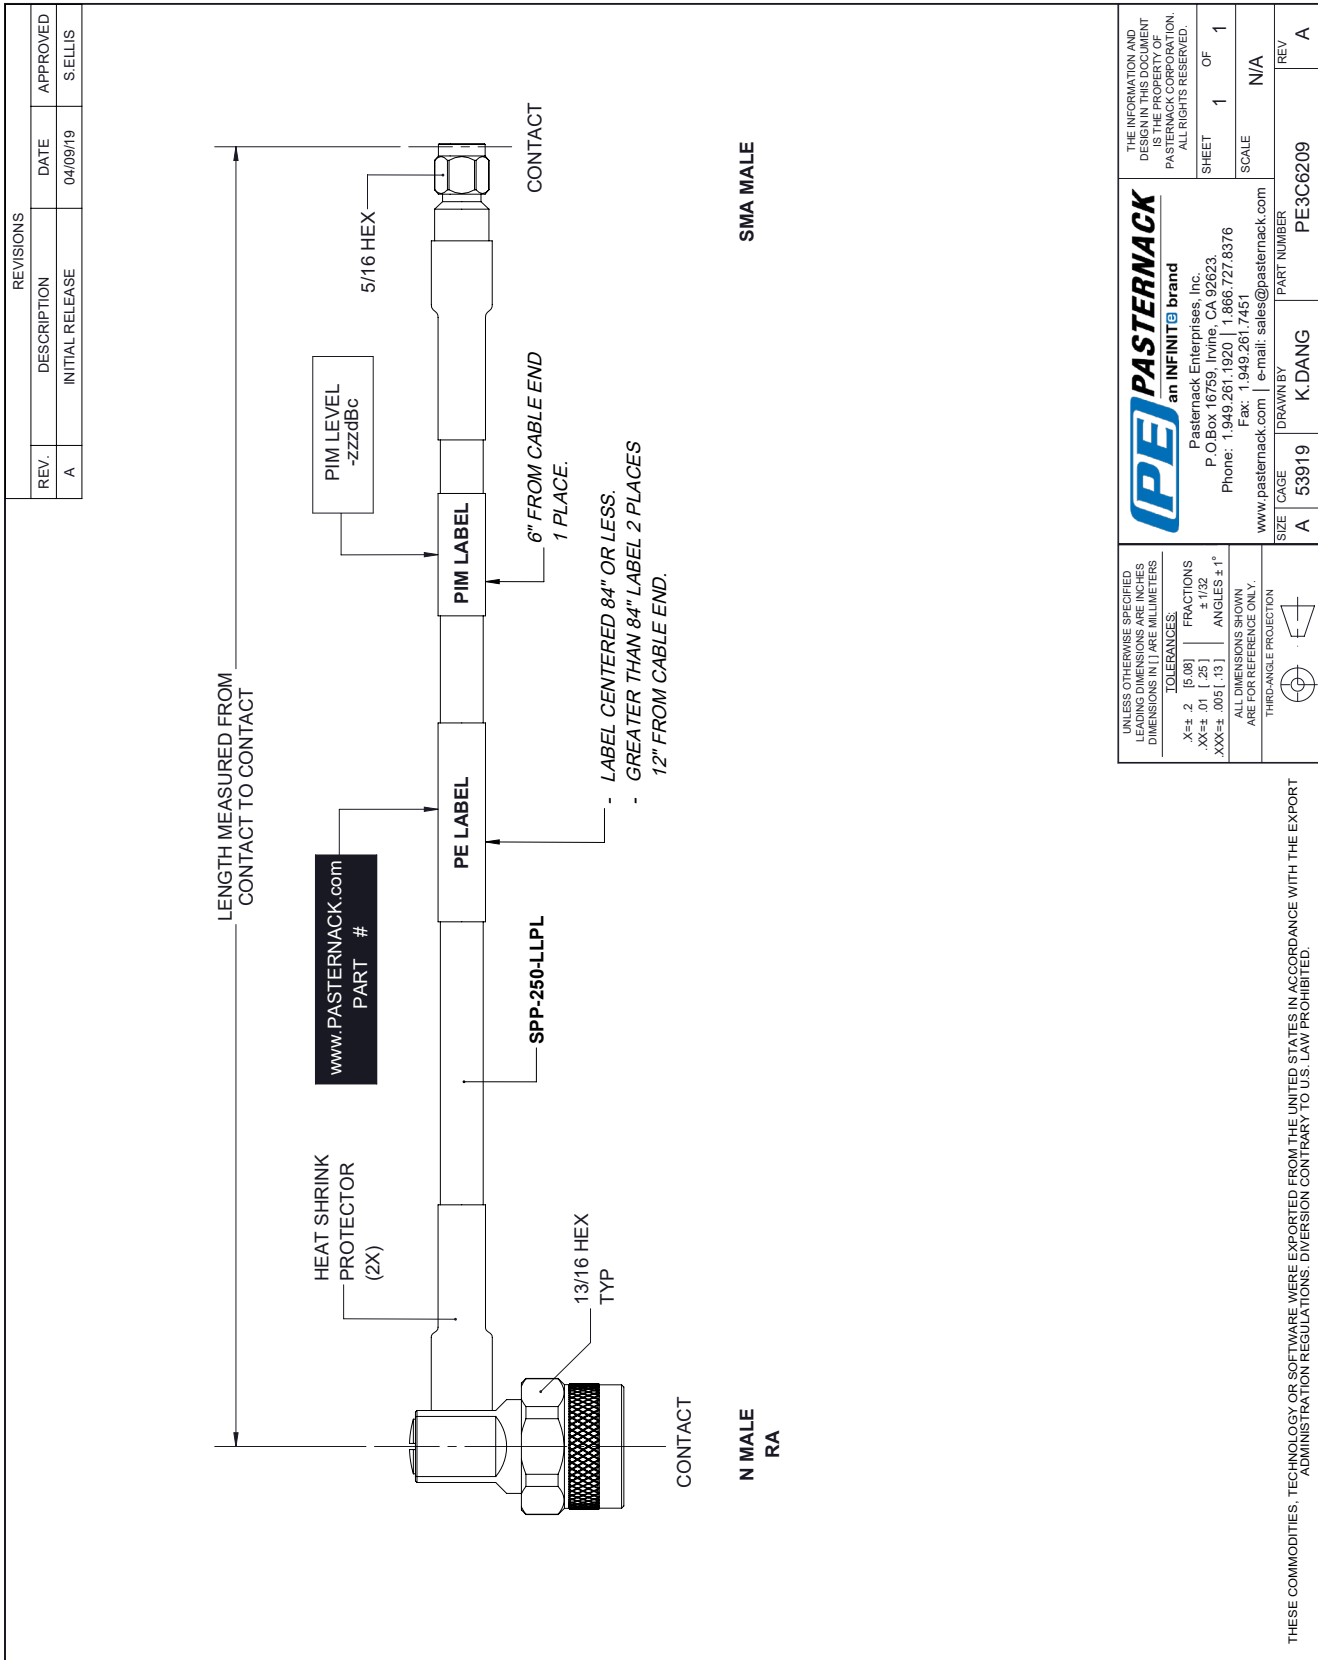 REVISIONS
REV. DESCRIPTION DATE APPROVED
A INITIAL RELEASE 04/09/19 S.ELLIS
LENGTH MEASURED FROM
CONTACT TO CONTACT
HEAT SHRINK
PROTECTOR
(2X)
www.PASTERNACK.com
PART #
PIM LEVEL
-zzzdBc
5/16 HEX
PE LABEL
PIM LABEL
CONTACT
13/16 HEX
TYP
SPP-250-LLPL
6" FROM CABLE END
1 PLACE.
- LABEL CENTERED 84" OR LESS.
- GREATER THAN 84" LABEL 2 PLACES
12" FROM CABLE END.
CONTACT
N MALE
RA
SMA MALE
UNLESS OTHERWISE SPECIFIED
LEADING DIMENSIONS ARE INCHES
DIMENSIONS IN [ ] ARE MILLIMETERS
TOLERANCES:
.X=± .2 [5.08] FRACTIONS
.XX=± .01 [ .25 ] ± 1/32
.XXX=± .005 [ .13 ] ANGLES ± 1°
ALL DIMENSIONS SHOWN
ARE FOR REFERENCE ONLY.
THIRD-ANGLE PROJECTION
PE PASTERNACK
an INFINITe brand
Pasternack Enterprises, Inc.
P.O.Box 16759, Irvine, CA 92623.
Phone: 1.949.261.1920 | 1.866.727.8376
Fax: 1.949.261.7451
www.pasternack.com | e-mail: sales@pasternack.com
THE INFORMATION AND
DESIGN IN THIS DOCUMENT
IS THE PROPERTY OF
PASTERNACK CORPORATION.
ALL RIGHTS RESERVED.
SHEET 1 OF 1
SCALE N/A
SIZE CAGE DRAWN BY PART NUMBER REV
A 53919 K.DANG PE3C6209 A
THESE COMMODITIES, TECHNOLOGY OR SOFTWARE WERE EXPORTED FROM THE UNITED STATES IN ACCORDANCE WITH THE EXPORT
ADMINISTRATION REGULATIONS. DIVERSION CONTRARY TO U.S. LAW PROHIBITED.